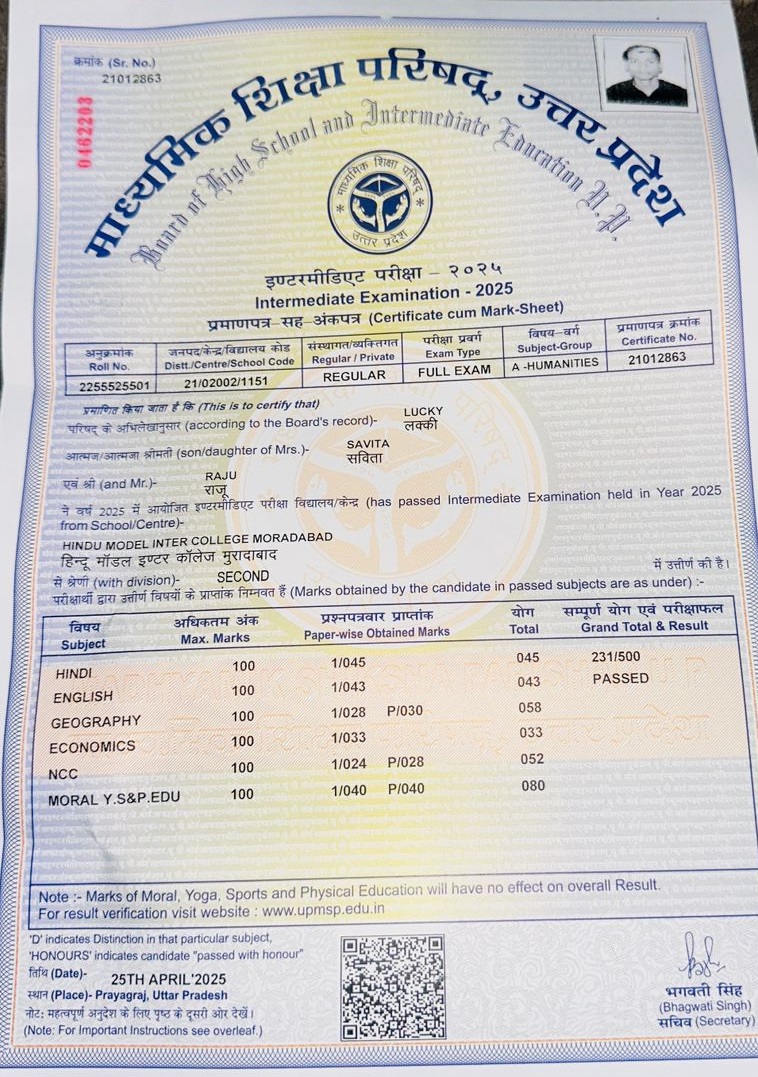 क्रमांक (Sr. No.)
21012863
0462203
माध्यमिक शिक्षा परिषद्, उत्तर प्रदेश
Board of High School and Intermediate Education U.P.
माध्यमिक शिक्षा परिषद्
उत्तर प्रदेश
इण्टरमीडिएट परीक्षा – २०२५
Intermediate Examination - 2025
प्रमाणपत्र सह अंकपत्र (Certificate cum Mark-Sheet)
अनुक्रमांक जनपद/केन्द्र/विद्यालय कोड संस्थागत/व्यक्तिगत परीक्षा प्रवर्ग विषय-वर्ग प्रमाणपत्र क्रमांक
Roll No. Distt./Centre/School Code Regular / Private Exam Type Subject-Group Certificate No.
2255525501 21/02002/1151 REGULAR FULL EXAM A -HUMANITIES 21012863
प्रमाणित किया जाता है कि (This is to certify that)
LUCKY
परिषद् के अभिलेखानुसार (according to the Board's record)- लक्की
SAVITA
आत्मज/आत्मजा श्रीमती (son/daughter of Mrs.)- सविता
RAJU
एवं श्री (and Mr.)- राजू
ने वर्ष 2025 में आयोजित इण्टरमीडिएट परीक्षा विद्यालय/केन्द्र (has passed Intermediate Examination held in Year 2025
from School/Centre)-
HINDU MODEL INTER COLLEGE MORADABAD
हिन्दू मॉडल इण्टर कॉलेज मुरादाबाद में उत्तीर्ण की है।
से श्रेणी (with division)- SECOND
परीक्षार्थी द्वारा उत्तीर्ण विषयों के प्राप्तांक निम्नवत हैं (Marks obtained by the candidate in passed subjects are as under) :-
विषय अधिकतम अंक प्रश्नपत्रवार प्राप्तांक योग सम्पूर्ण योग एवं परीक्षाफल
Subject Max. Marks Paper-wise Obtained Marks Total Grand Total & Result
HINDI 100 1/045 045 231/500
ENGLISH 100 1/043 043 PASSED
GEOGRAPHY 100 1/028 P/030 058
ECONOMICS 100 1/033 033
NCC 100 1/024 P/028 052
MORAL Y.S&P.EDU 100 1/040 P/040 080
Note :- Marks of Moral, Yoga, Sports and Physical Education will have no effect on overall Result.
For result verification visit website : www.upmsp.edu.in
'D' indicates Distinction in that particular subject,
'HONOURS' indicates candidate "passed with honour"
तिथि (Date)- 25TH APRIL'2025
स्थान (Place)- Prayagraj, Uttar Pradesh
नोट: महत्वपूर्ण अनुदेश के लिए पृष्ठ के दूसरी ओर देखें।
(Note: For Important Instructions see overleaf.)
भगवती सिंह
(Bhagwati Singh)
सचिव (Secretary)